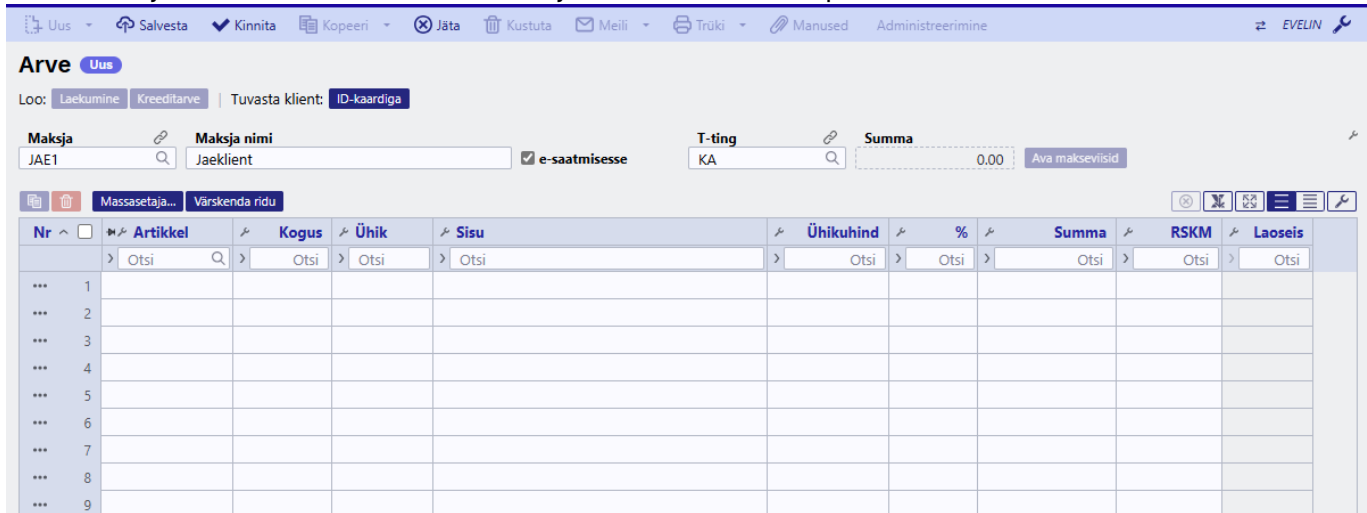 Uus Salvesta Kinnita Kopeeri Jäta Kustuta Meili Trüki Manused Administreerimine EVELIN
Arve Uus
Loo: Laekumine Kreeditarve | Tuvasta klient: ID-kaardiga
Maksja Maksja nimi T-ting Summa
JAE1 Jaeklient e-saatmisesse KA 0.00 Ava makseviisid
Massasetaja... Värskenda ridu
Nr Artikkel Kogus Ühik Sisu Ühikuhind % Summa RSKM Laoseis
Otsi Otsi Otsi Otsi Otsi Otsi Otsi Otsi Otsi
1
2
3
4
5
6
7
8
9